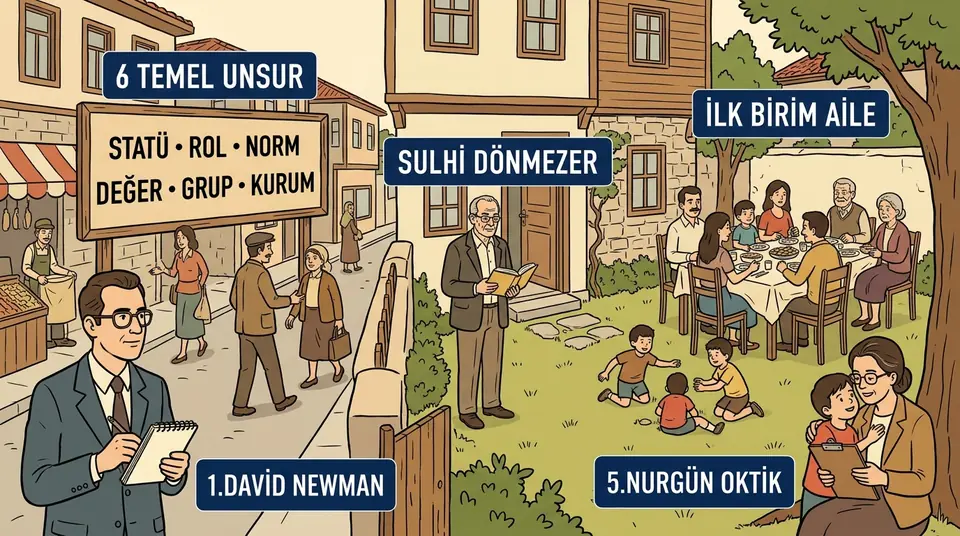 6 TEMEL UNSUR
STATÜ • ROL • NORM
DEĞER • GRUP • KURUM
SULHİ DÖNMEZER
İLK BİRİM AİLE
1.DAVİD NEWMAN
5.NURGÜN OKTİK